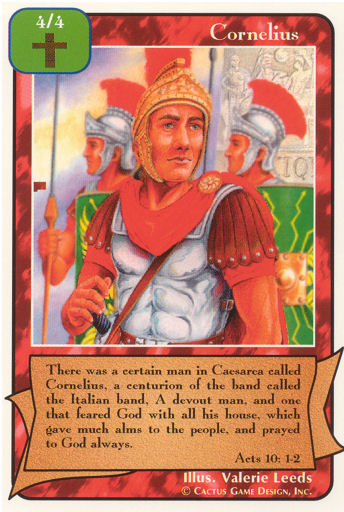 4/4
Cornelius
IQ
There was a certain man in Caesarea called
Cornelius, a centurion of the band called
the Italian band, A devout man, and one
that feared God with all his house, which
gave much alms to the people, and prayed
to God always.
Acts 10: 1-2
Illus. Valerie Leeds
© CACTUS GAME DESIGN, INC.